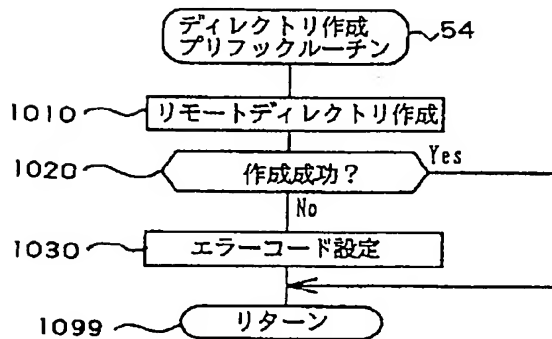 ディレクトリ作成
プリフックルーチン
54
1010
リモートディレクトリ作成
1020
作成成功?
Yes
No
1030
エラーコード設定
1099
リターン